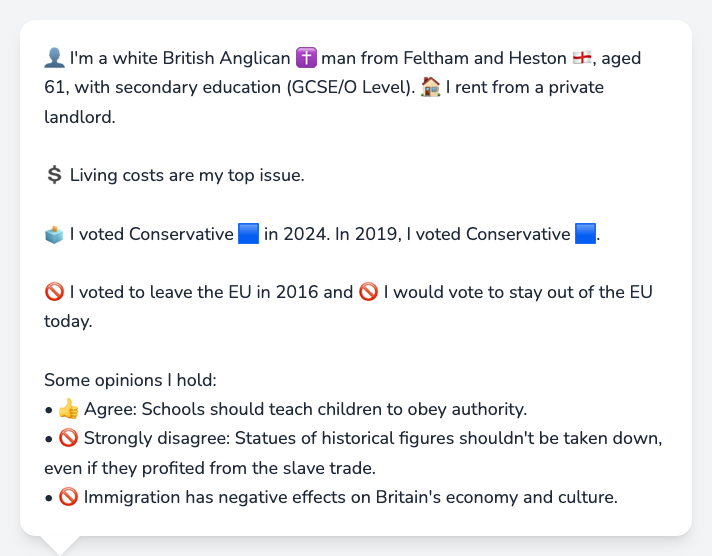 👤 I'm a white British Anglican ✝️ man from Feltham and Heston 🏴󠁧󠁢󠁥󠁮󠁧󠁿, aged
61, with secondary education (GCSE/O Level). 🏠 I rent from a private
landlord.
💲 Living costs are my top issue.
🗳️ I voted Conservative 🟦 in 2024. In 2019, I voted Conservative 🟦.
🚫 I voted to leave the EU in 2016 and 🚫 I would vote to stay out of the EU
today.
Some opinions I hold:
• 👍 Agree: Schools should teach children to obey authority.
• 🚫 Strongly disagree: Statues of historical figures shouldn't be taken down,
even if they profited from the slave trade.
• 🚫 Immigration has negative effects on Britain's economy and culture.